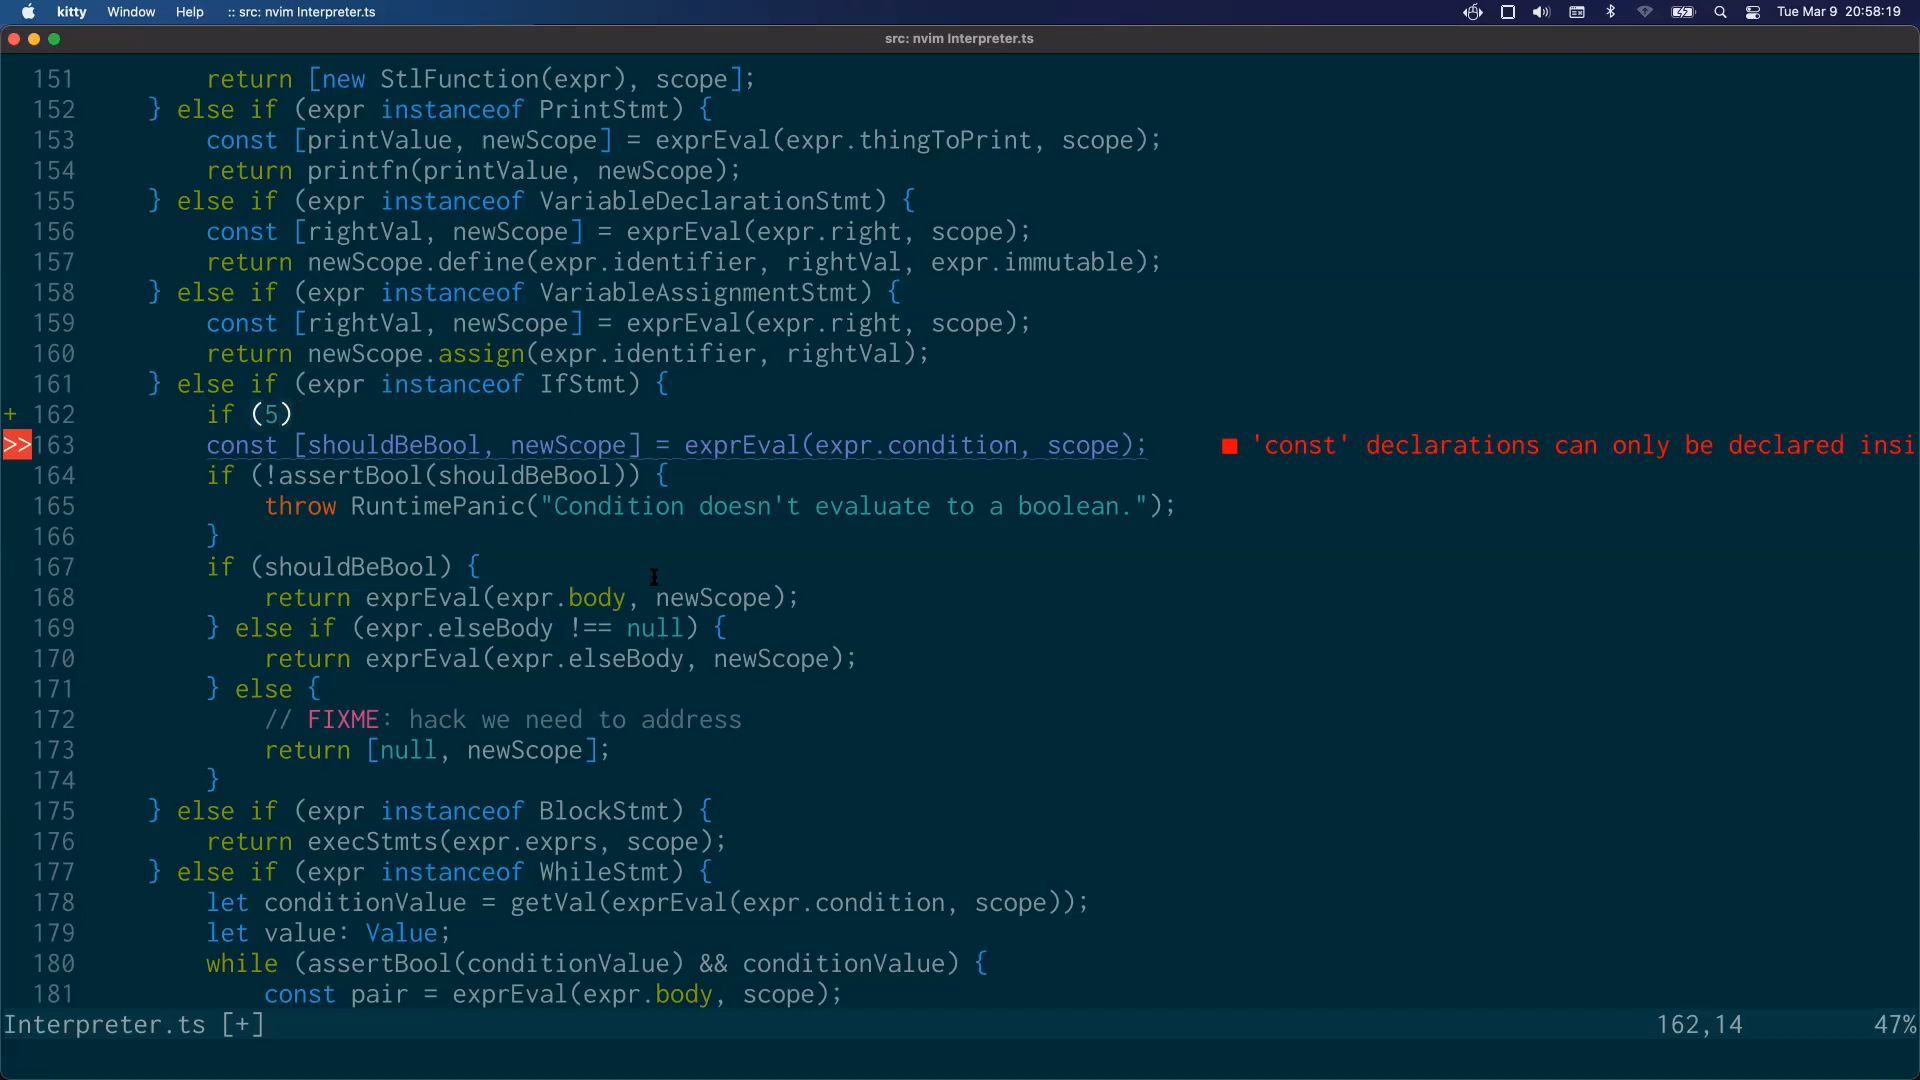 kitty Window Help :: src: nvim Interpreter.ts Tue Mar 9 20:58:19
src: nvim Interpreter.ts
151 return [new StlFunction(expr), scope];
152 } else if (expr instanceof PrintStmt) {
153 const [printValue, newScope] = exprEval(expr.thingToPrint, scope);
154 return printfn(printValue, newScope);
155 } else if (expr instanceof VariableDeclarationStmt) {
156 const [rightVal, newScope] = exprEval(expr.right, scope);
157 return newScope.define(expr.identifier, rightVal, expr.immutable);
158 } else if (expr instanceof VariableAssignmentStmt) {
159 const [rightVal, newScope] = exprEval(expr.right, scope);
160 return newScope.assign(expr.identifier, rightVal);
161 } else if (expr instanceof IfStmt) {
+ 162 if (5)
>>163 const [shouldBeBool, newScope] = exprEval(expr.condition, scope); ■ 'const' declarations can only be declared insi
164 if (!assertBool(shouldBeBool)) {
165 throw RuntimePanic("Condition doesn't evaluate to a boolean.");
166 }
167 if (shouldBeBool) {
168 return exprEval(expr.body, newScope);
169 } else if (expr.elseBody !== null) {
170 return exprEval(expr.elseBody, newScope);
171 } else {
172 // FIXME: hack we need to address
173 return [null, newScope];
174 }
175 } else if (expr instanceof BlockStmt) {
176 return execStmts(expr.exprs, scope);
177 } else if (expr instanceof WhileStmt) {
178 let conditionValue = getVal(exprEval(expr.condition, scope));
179 let value: Value;
180 while (assertBool(conditionValue) && conditionValue) {
181 const pair = exprEval(expr.body, scope);
Interpreter.ts [+] 162,14 47%